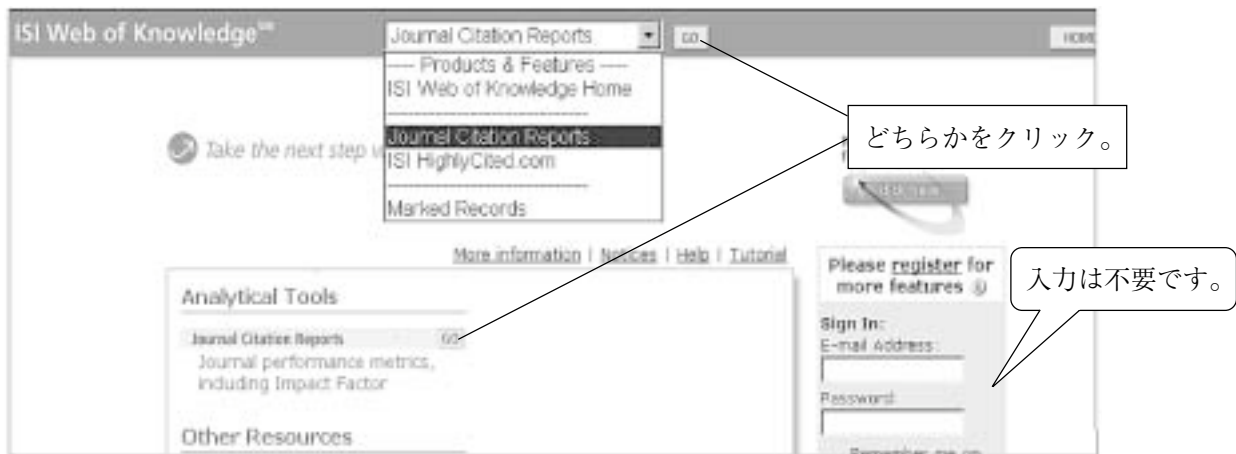 ISI Web of Knowledge℠
Journal Citation Reports
GO
HOME
---- Products & Features ----
ISI Web of Knowledge Home
Journal Citation Reports
ISI HighlyCited.com
Marked Records
どちらかをクリック。
Take the next step
More information | Notices | Help | Tutorial
Analytical Tools
Journal Citation Reports GO
Journal performance metrics,
including Impact Factor
Other Resources
Please register for
more features
入力は不要です。
Sign In:
E-mail Address:
Password:
Remember me on